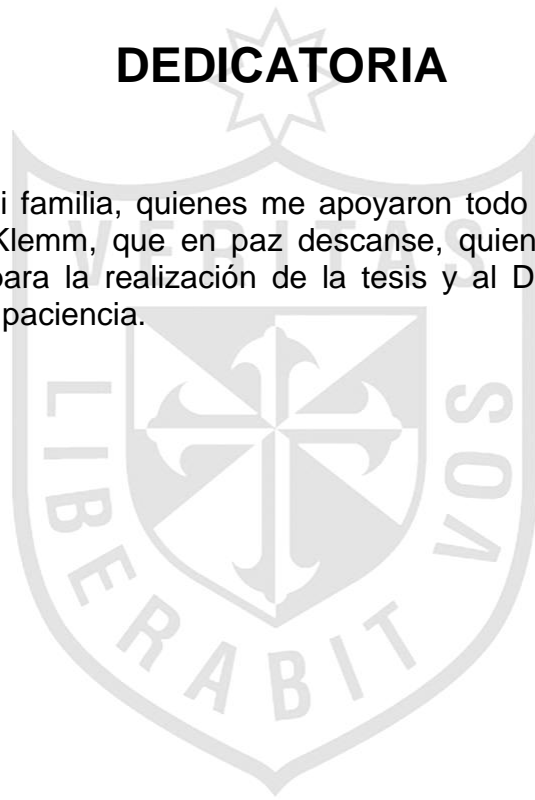 DEDICATORIA
i familia, quienes me apoyaron todo
Klemm, que en paz descanse, quien
para la realización de la tesis y al D
paciencia.
VERITAS
LIBERABIT
VOS